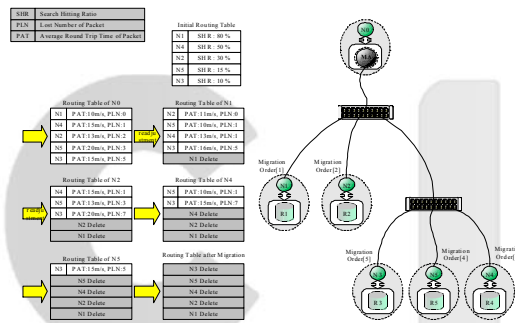 SHR Search Hitting Ratio
PLN Lost Number of Packet
PAT Average Round Trip Time of Packet
Initial Routing Table
N1 SHR: 80 %
N4 SHR: 50 %
N2 SHR: 30 %
N5 SHR: 15 %
N3 SHR: 10 %
Routing Table of N0
N1 PAT:10m/s, PLN:0
N4 PAT:15m/s, PLN:1
N2 PAT:13m/s, PLN:2
N5 PAT:20m/s, PLN:3
N3 PAT:15m/s, PLN:5
Routing Table of N1
N2 PAT:11m/s, PLN:0
N5 PAT:10m/s, PLN:1
N4 PAT:13m/s, PLN:1
N3 PAT:16m/s, PLN:5
N1 Delete
Routing Table of N2
N4 PAT:15m/s, PLN:1
N5 PAT:13m/s, PLN:3
N3 PAT:20m/s, PLN:7
N2 Delete
N1 Delete
Routing Table of N4
N5 PAT:10m/s, PLN:1
N3 PAT:15m/s, PLN:7
N4 Delete
N2 Delete
N1 Delete
Routing Table of N5
N3 PAT:15m/s, PLN:5
N5 Delete
N4 Delete
N2 Delete
N1 Delete
Routing Table after Migration
N3 Delete
N5 Delete
N4 Delete
N2 Delete
N1 Delete
N0
Migration
Order[1]
N1
R1
Migration
Order[2]
N2
R2
Migration
Order[5]
N3
R3
Migration
Order[4]
N5
R5
N4
R4